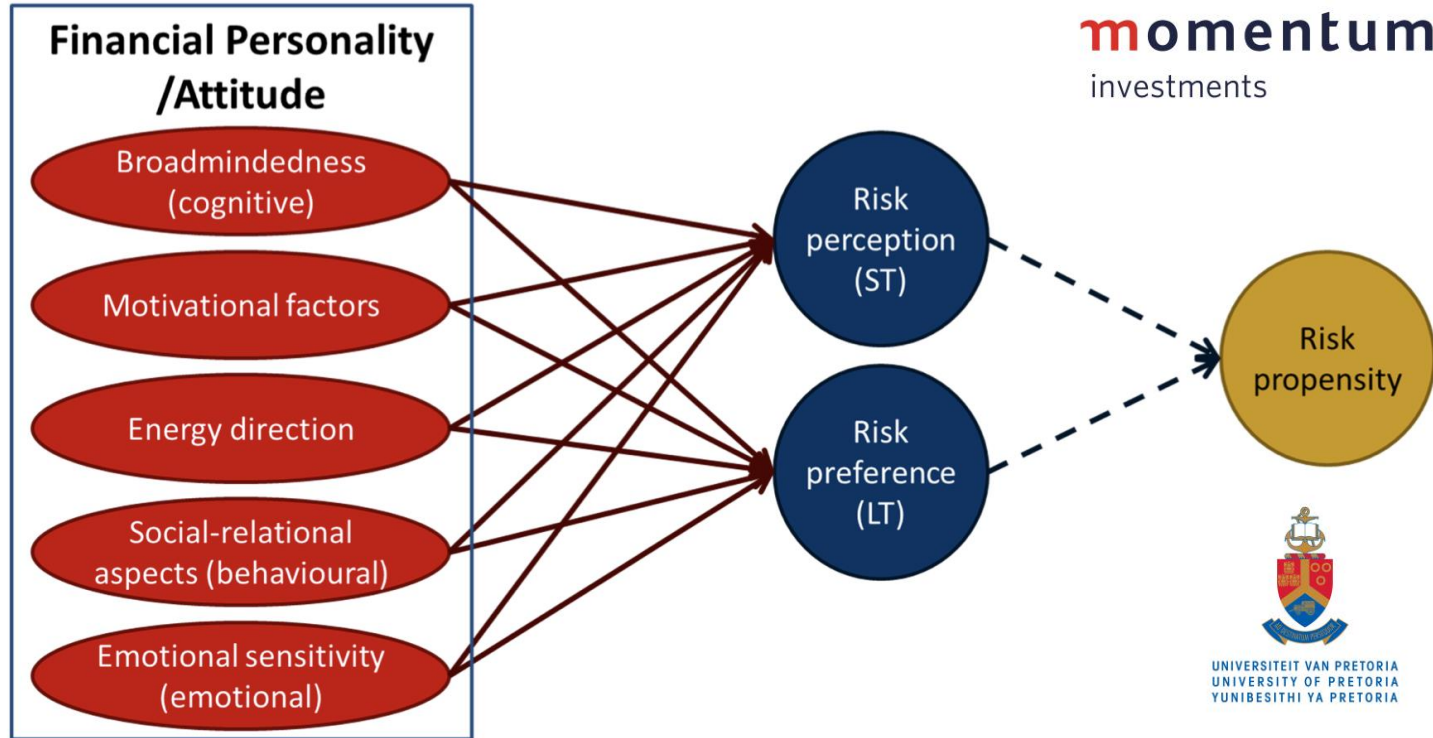 Financial Personality
/Attitude
Broadmindedness
(cognitive)
Motivational factors
Energy direction
Social-relational
aspects (behavioural)
Emotional sensitivity
(emotional)
Risk
perception
(ST)
Risk
preference
(LT)
Risk
propensity
momentum
investments
UNIVERSITEIT VAN PRETORIA
UNIVERSITY OF PRETORIA
YUNIBESITHI YA PRETORIA